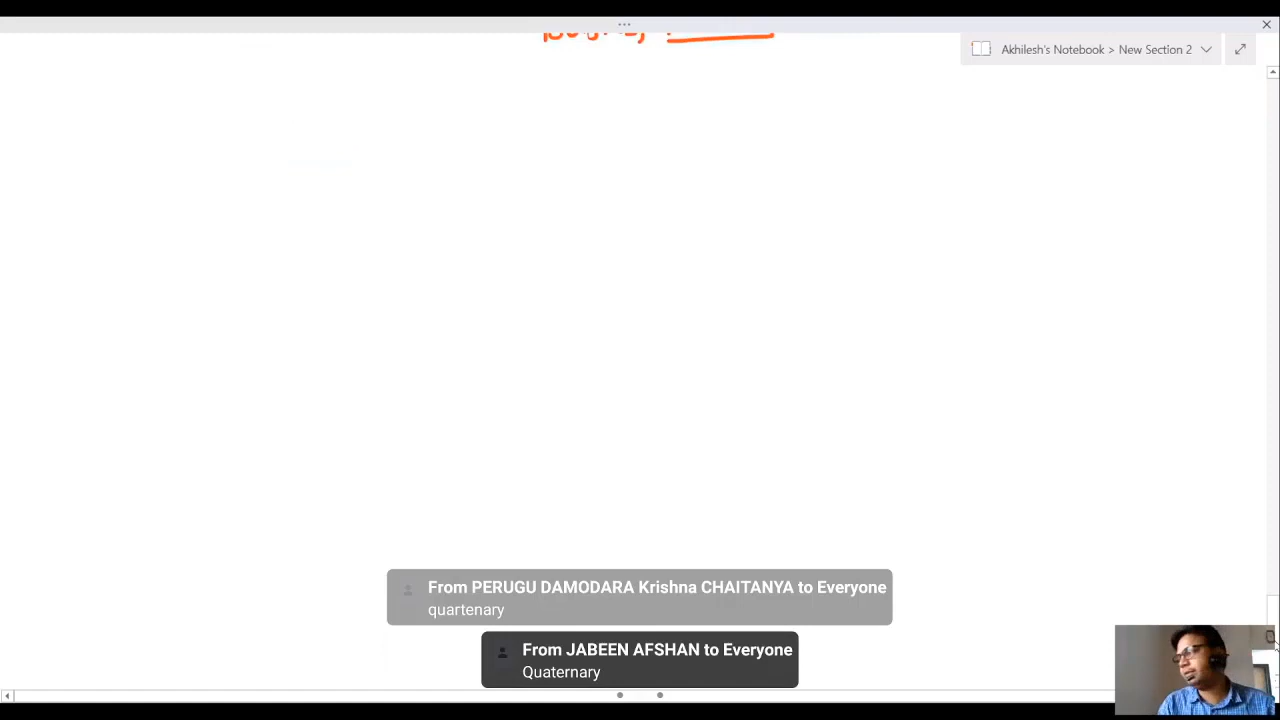 Akhilesh's Notebook > New Section 2
From PERUGU DAMODARA Krishna CHAITANYA to Everyone
quartenary
From JABEEN AFSHAN to Everyone
Quaternary